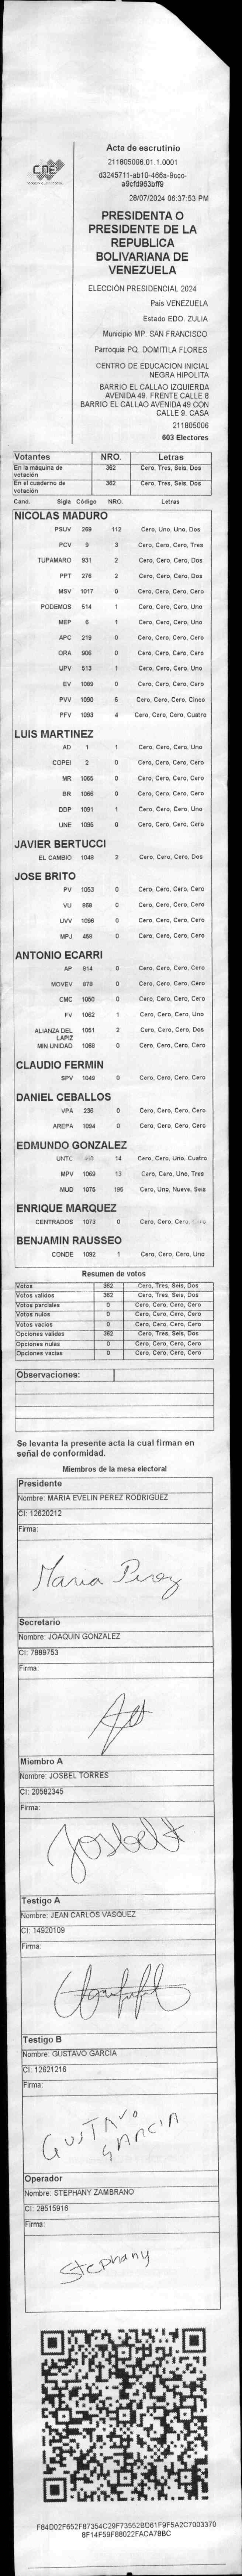 CNE
Acta de escrutinio
211805006.01.1.0001
d3245711-ab10-466a-9ccc-
a9cfd963bff9
28/07/2024 06:37:53 PM
PRESIDENTA O
PRESIDENTE DE LA
REPUBLICA
BOLIVARIANA DE
VENEZUELA
ELECCIÓN PRESIDENCIAL 2024
País VENEZUELA
Estado EDO. ZULIA
Municipio MP. SAN FRANCISCO
Parroquia PQ. DOMITILA FLORES
CENTRO DE EDUCACION INICIAL
NEGRA HIPOLITA
BARRIO EL CALLAO IZQUIERDA
AVENIDA 49. FRENTE CALLE 8
BARRIO EL CALLAO AVENIDA 49 CON
CALLE 9. CASA
211805006
603 Electores
Votantes NRO. Letras
En la máquina de votación 362 Cero, Tres, Seis, Dos
En el cuaderno de votación 362 Cero, Tres, Seis, Dos
Cand. Sigla Código NRO. Letras
NICOLAS MADURO
PSUV 269 112 Cero, Uno, Uno, Dos
PCV 9 3 Cero, Cero, Cero, Tres
TUPAMARO 931 2 Cero, Cero, Cero, Dos
PPT 276 2 Cero, Cero, Cero, Dos
MSV 1017 0 Cero, Cero, Cero, Cero
PODEMOS 514 1 Cero, Cero, Cero, Uno
MEP 6 1 Cero, Cero, Cero, Uno
APC 219 0 Cero, Cero, Cero, Cero
ORA 906 0 Cero, Cero, Cero, Cero
UPV 513 1 Cero, Cero, Cero, Uno
EV 1089 0 Cero, Cero, Cero, Cero
PVV 1090 5 Cero, Cero, Cero, Cinco
PFV 1093 4 Cero, Cero, Cero, Cuatro
LUIS MARTINEZ
AD 1 1 Cero, Cero, Cero, Uno
COPEI 2 0 Cero, Cero, Cero, Cero
MR 1065 0 Cero, Cero, Cero, Cero
BR 1066 0 Cero, Cero, Cero, Cero
DDP 1091 1 Cero, Cero, Cero, Uno
UNE 1095 0 Cero, Cero, Cero, Cero
JAVIER BERTUCCI
EL CAMBIO 1048 2 Cero, Cero, Cero, Dos
JOSE BRITO
PV 1053 0 Cero, Cero, Cero, Cero
VU 868 0 Cero, Cero, Cero, Cero
UVV 1096 0 Cero, Cero, Cero, Cero
MPJ 458 0 Cero, Cero, Cero, Cero
ANTONIO ECARRI
AP 814 0 Cero, Cero, Cero, Cero
MOVEV 878 0 Cero, Cero, Cero, Cero
CMC 1050 0 Cero, Cero, Cero, Cero
FV 1062 1 Cero, Cero, Cero, Uno
ALIANZA DEL LAPIZ 1051 2 Cero, Cero, Cero, Dos
MIN UNIDAD 1068 0 Cero, Cero, Cero, Cero
CLAUDIO FERMIN
SPV 1048 0 Cero, Cero, Cero, Cero
DANIEL CEBALLOS
VPA 236 0 Cero, Cero, Cero, Cero
AREPA 1094 0 Cero, Cero, Cero, Cero
EDMUNDO GONZALEZ
UNTC 14 Cero, Cero, Uno, Cuatro
MPV 1069 13 Cero, Cero, Uno, Tres
MUD 1075 196 Cero, Uno, Nueve, Seis
ENRIQUE MARQUEZ
CENTRADOS 1073 0 Cero, Cero, Cero,
BENJAMIN RAUSSEO
CONDE 1092 1 Cero, Cero, Cero, Uno
Resumen de votos
Votos 362 Cero, Tres, Seis, Dos
Votos validos 362 Cero, Tres, Seis, Dos
Votos parciales 0 Cero, Cero, Cero, Cero
Votos nulos 0 Cero, Cero, Cero, Cero
Votos vacios 0 Cero, Cero, Cero, Cero
Opciones validas 362 Cero, Tres, Seis, Dos
Opciones nulas 0 Cero, Cero, Cero, Cero
Opciones vacias 0 Cero, Cero, Cero, Cero
Observaciones:
Se levanta la presente acta la cual firman en
señal de conformidad.
Miembros de la mesa electoral
Presidente
Nombre: MARIA EVELIN PEREZ RODRIGUEZ
CI: 12620212
Firma:
Maria Perez
Secretario
Nombre: JOAQUIN GONZALEZ
CI: 7889753
Firma:
Miembro A
Nombre: JOSBEL TORRES
CI: 20582345
Firma:
Josbel T
Testigo A
Nombre: JEAN CARLOS VASQUEZ
CI: 14920109
Firma:
Testigo B
Nombre: GUSTAVO GARCIA
CI: 12621216
Firma:
GUSTAVO
GARCIA
Operador
Nombre: STEPHANY ZAMBRANO
CI: 28515916
Firma:
Stephany
F84D02F652F87354C29F73552BD61F9F5A2C7003370
8F14F59F88022FACA78BC